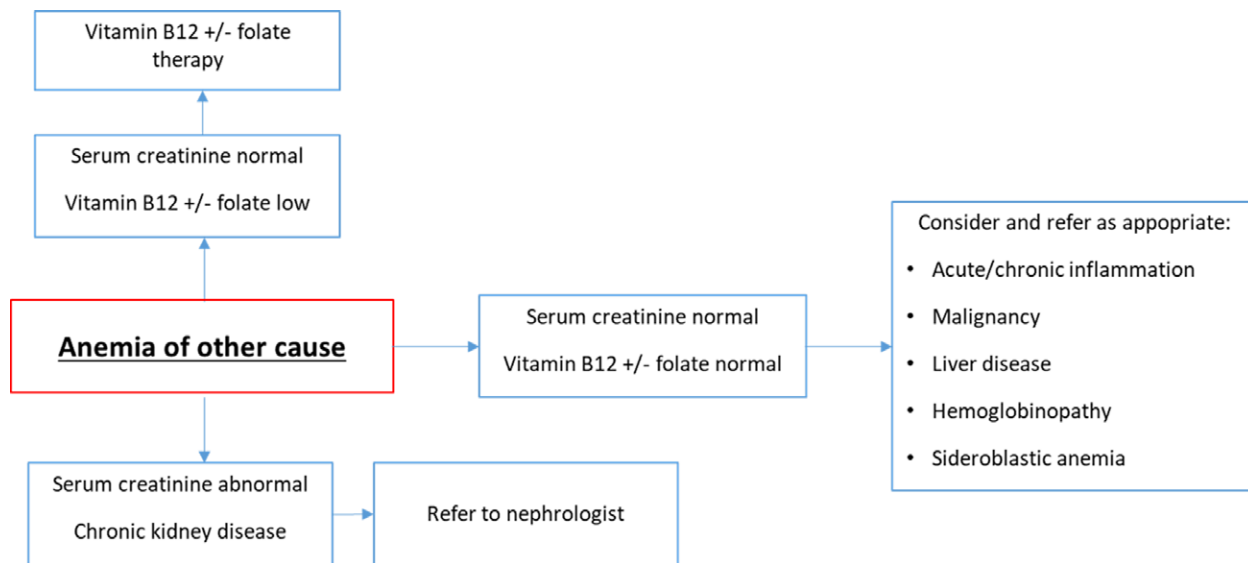 Vitamin B12 +/- folate
therapy
Serum creatinine normal
Vitamin B12 +/- folate low
Anemia of other cause
Serum creatinine normal
Vitamin B12 +/- folate normal
Consider and refer as appopriate:
• Acute/chronic inflammation
• Malignancy
• Liver disease
• Hemoglobinopathy
• Sideroblastic anemia
Serum creatinine abnormal
Chronic kidney disease
Refer to nephrologist